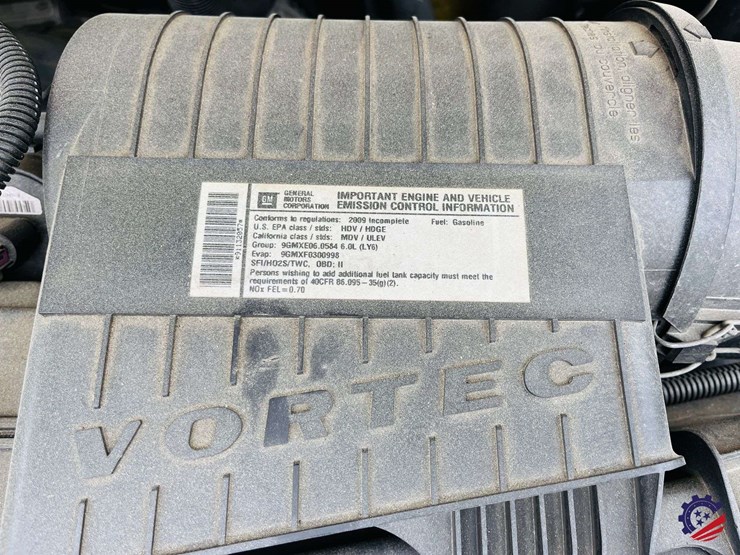 GM
GENERAL MOTORS CORPORATION
IMPORTANT ENGINE AND VEHICLE
EMISSION CONTROL INFORMATION
Conforms to regulations: 2009 Incomplete Fuel: Gasoline
U.S. EPA class / stds: HDV / HDGE
California class / stds: MDV / ULEV
Group: 9GMXE06.0584 6.0L (LY6)
Evap: 9GMXF0300998
SFI/HO2S/TWC, OBD: II
Persons wishing to add additional fuel tank capacity must meet the
requirements of 40CFR 86.095-35(g)(2).
NOx FEL=0.70
VORTEC